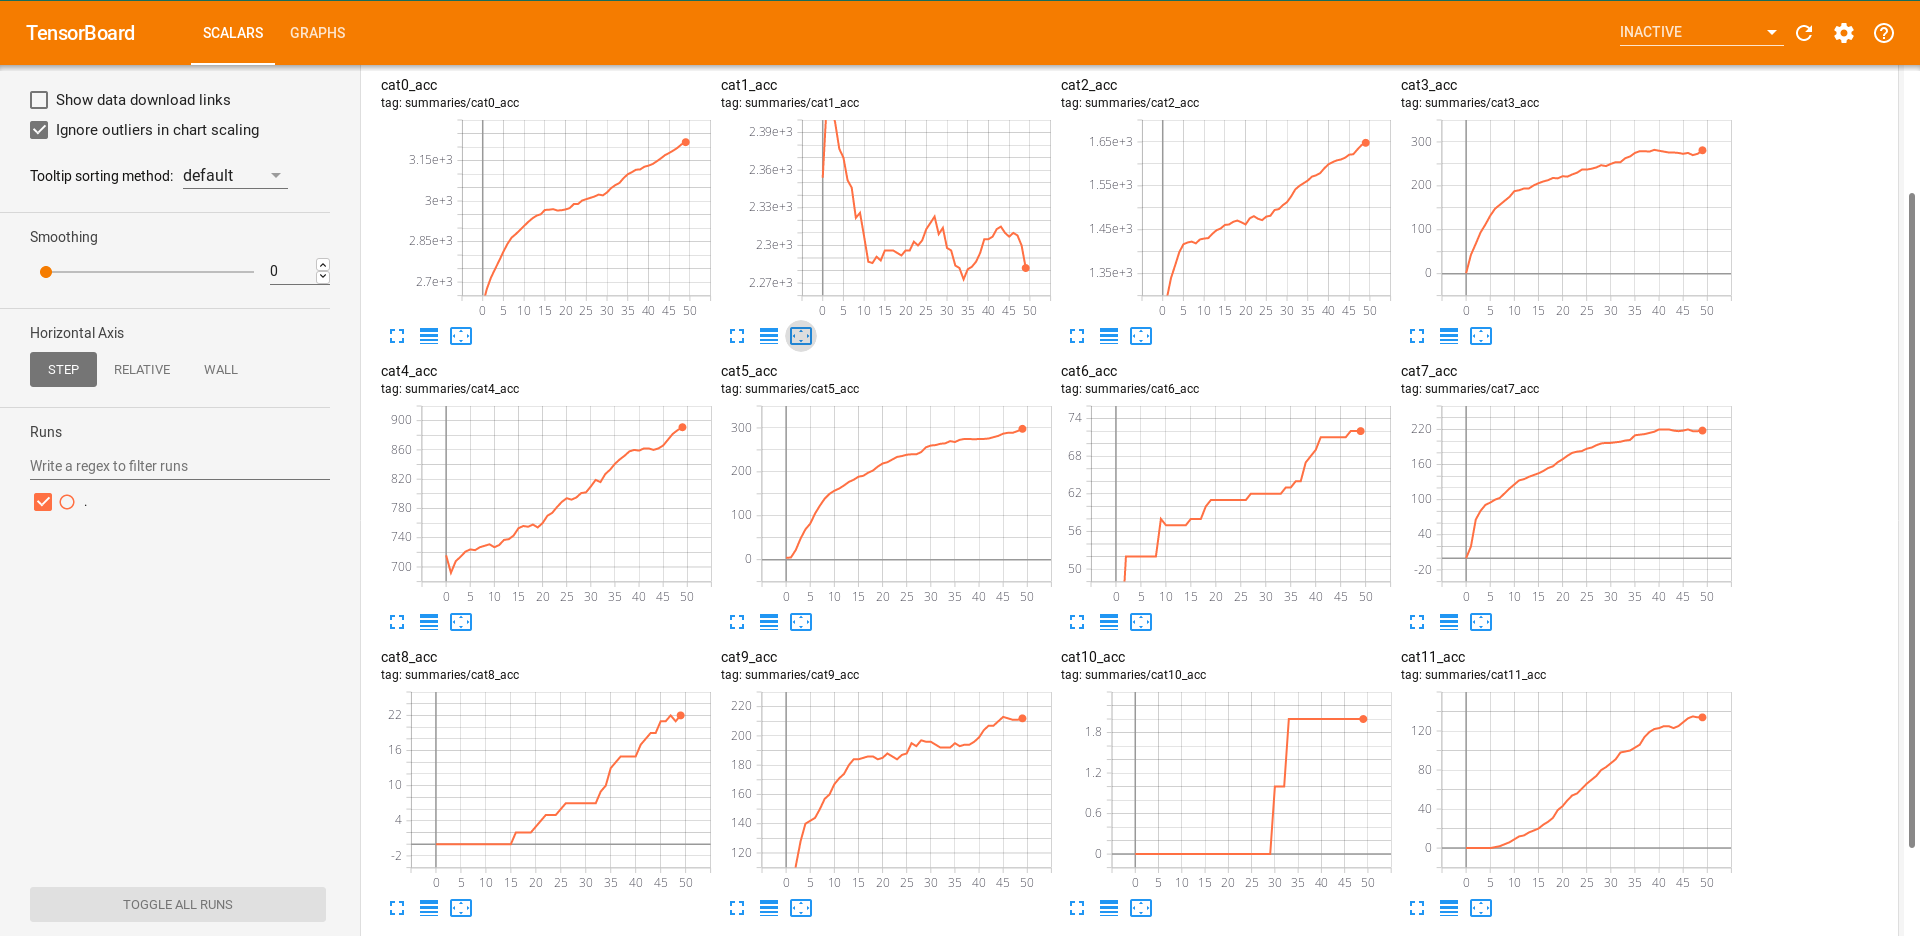 TensorBoard SCALARS GRAPHS INACTIVE
Show data download links
Ignore outliers in chart scaling
Tooltip sorting method: default
Smoothing
0
Horizontal Axis
STEP RELATIVE WALL
Runs
Write a regex to filter runs
.
TOGGLE ALL RUNS
cat0_acc
tag: summaries/cat0_acc
3.15e+3
3e+3
2.85e+3
2.7e+3
0 5 10 15 20 25 30 35 40 45 50
cat1_acc
tag: summaries/cat1_acc
2.39e+3
2.36e+3
2.33e+3
2.3e+3
2.27e+3
0 5 10 15 20 25 30 35 40 45 50
cat2_acc
tag: summaries/cat2_acc
1.65e+3
1.55e+3
1.45e+3
1.35e+3
0 5 10 15 20 25 30 35 40 45 50
cat3_acc
tag: summaries/cat3_acc
300
200
100
0
0 5 10 15 20 25 30 35 40 45 50
cat4_acc
tag: summaries/cat4_acc
900
860
820
780
740
700
0 5 10 15 20 25 30 35 40 45 50
cat5_acc
tag: summaries/cat5_acc
300
200
100
0
0 5 10 15 20 25 30 35 40 45 50
cat6_acc
tag: summaries/cat6_acc
74
68
62
56
50
0 5 10 15 20 25 30 35 40 45 50
cat7_acc
tag: summaries/cat7_acc
220
160
100
40
-20
0 5 10 15 20 25 30 35 40 45 50
cat8_acc
tag: summaries/cat8_acc
22
16
10
4
-2
0 5 10 15 20 25 30 35 40 45 50
cat9_acc
tag: summaries/cat9_acc
220
200
180
160
140
120
0 5 10 15 20 25 30 35 40 45 50
cat10_acc
tag: summaries/cat10_acc
1.8
1.2
0.6
0
0 5 10 15 20 25 30 35 40 45 50
cat11_acc
tag: summaries/cat11_acc
120
80
40
0
0 5 10 15 20 25 30 35 40 45 50